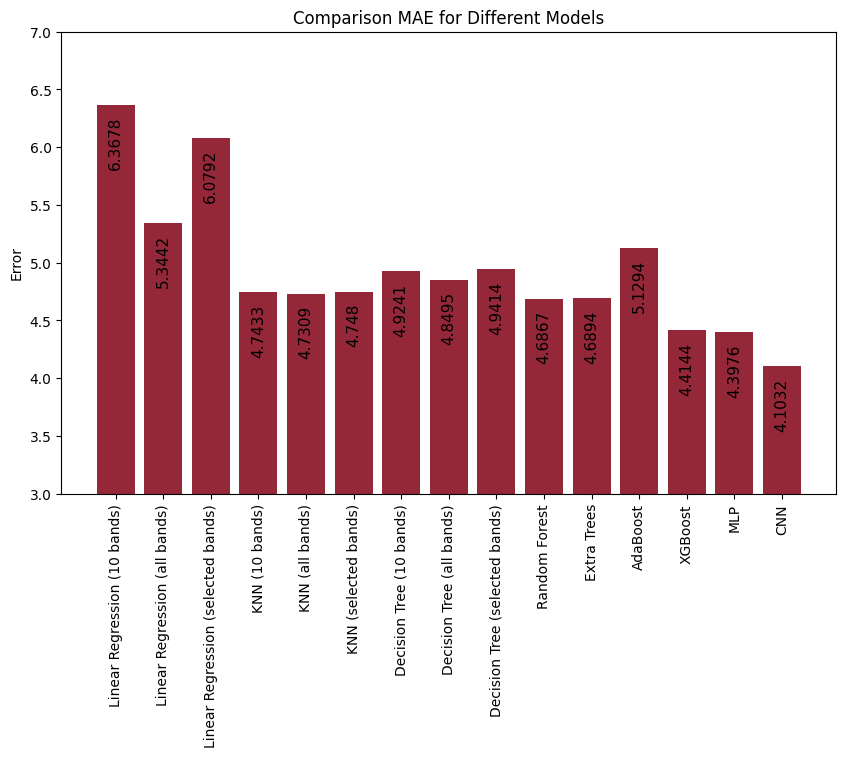 Comparison MAE for Different Models
Error
7.0
6.5
6.0
5.5
5.0
4.5
4.0
3.5
3.0
6.3678
5.3442
6.0792
4.7433
4.7309
4.748
4.9241
4.8495
4.9414
4.6867
4.6894
5.1294
4.4144
4.3976
4.1032
Linear Regression (10 bands)
Linear Regression (all bands)
Linear Regression (selected bands)
KNN (10 bands)
KNN (all bands)
KNN (selected bands)
Decision Tree (10 bands)
Decision Tree (all bands)
Decision Tree (selected bands)
Random Forest
Extra Trees
AdaBoost
XGBoost
MLP
CNN